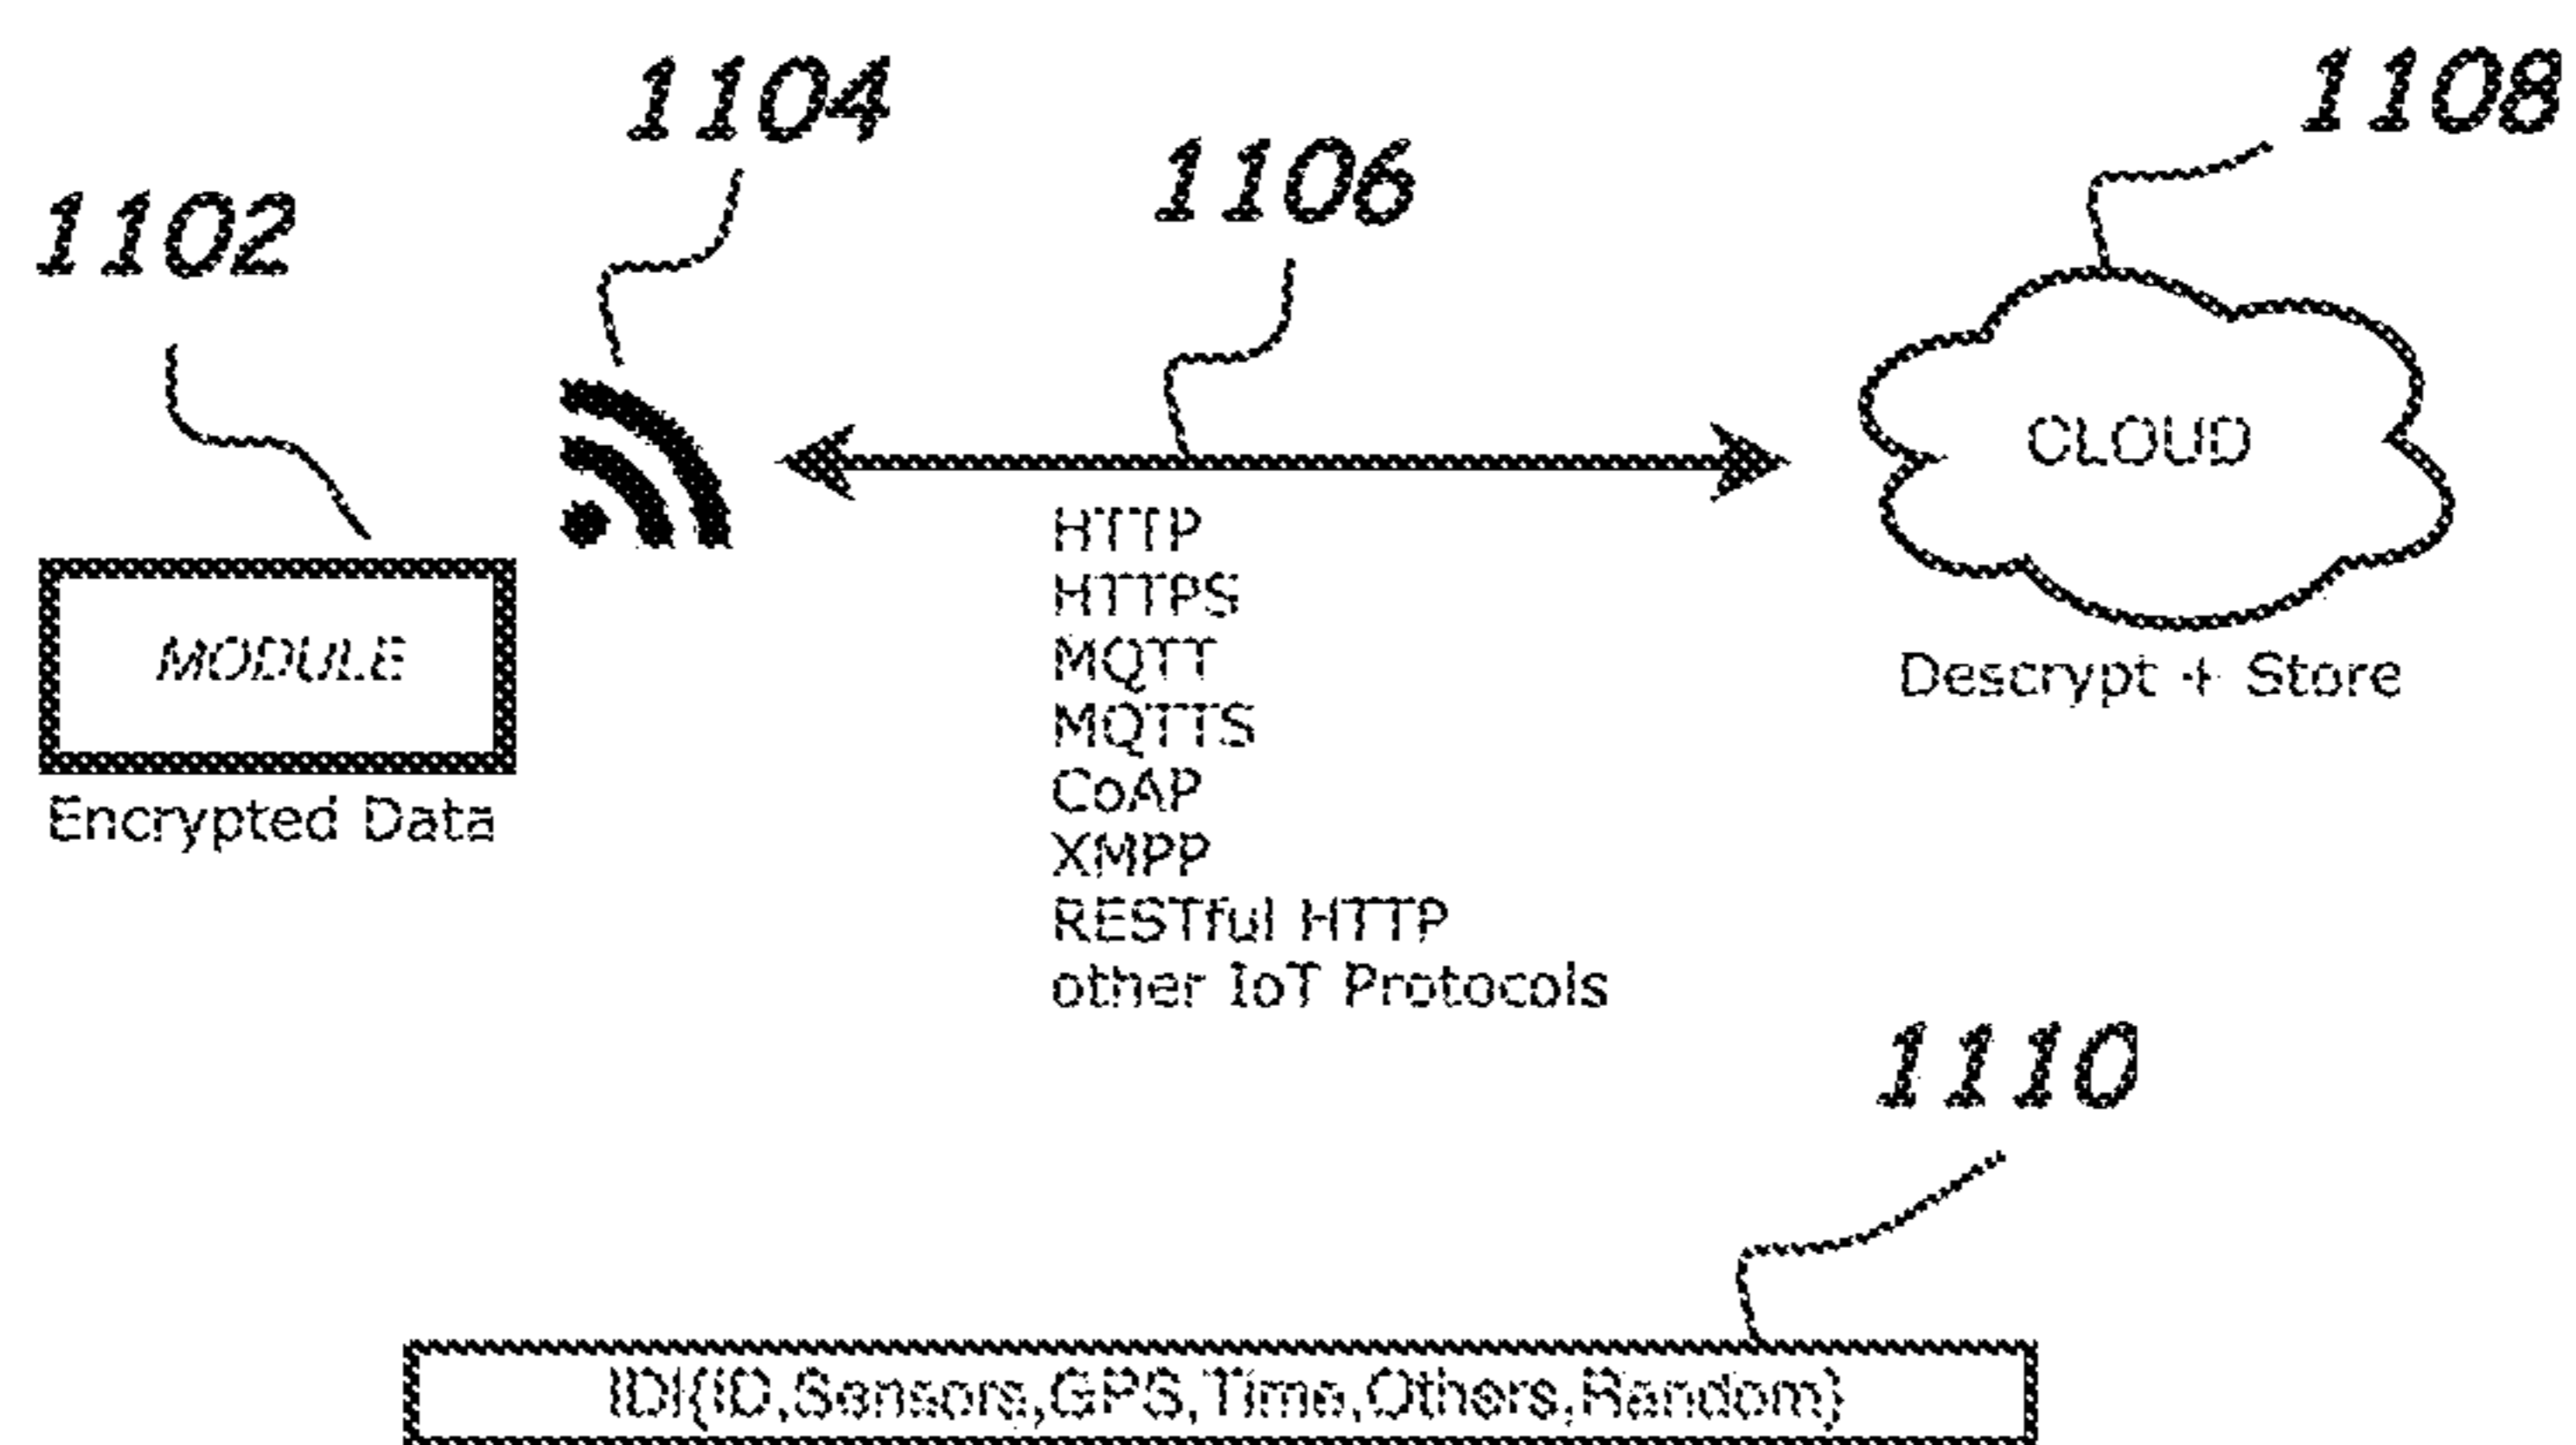 1104
1108
1106
1102
CLOUD
HTTP
HTTPS
MODULE
MQTT
Descrypt + Store
MQTTS
CoAP
Encrypted Data
XMPP
RESTful HTTP
other IoT Protocols
1110
ID|{ID,Sensors,GPS,Time,Others,Random}